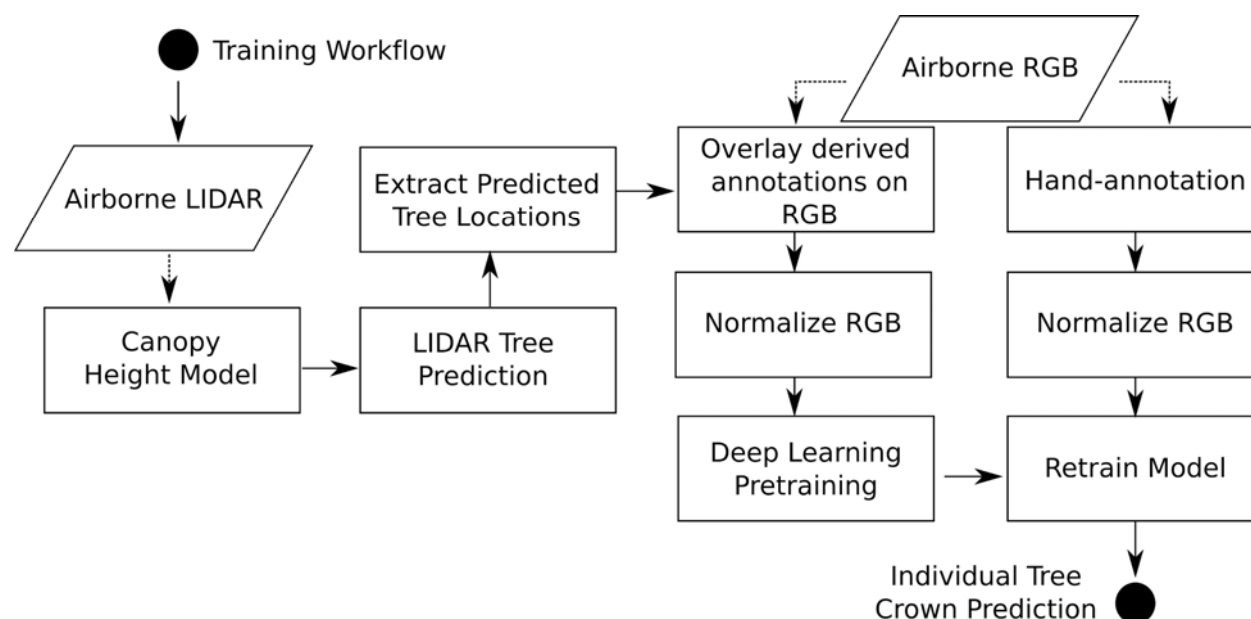 Training Workflow
Airborne RGB
Airborne LIDAR
Extract Predicted
Tree Locations
Overlay derived
annotations on
RGB
Hand-annotation
Canopy
Height Model
LIDAR Tree
Prediction
Normalize RGB
Normalize RGB
Deep Learning
Pretraining
Retrain Model
Individual Tree
Crown Prediction